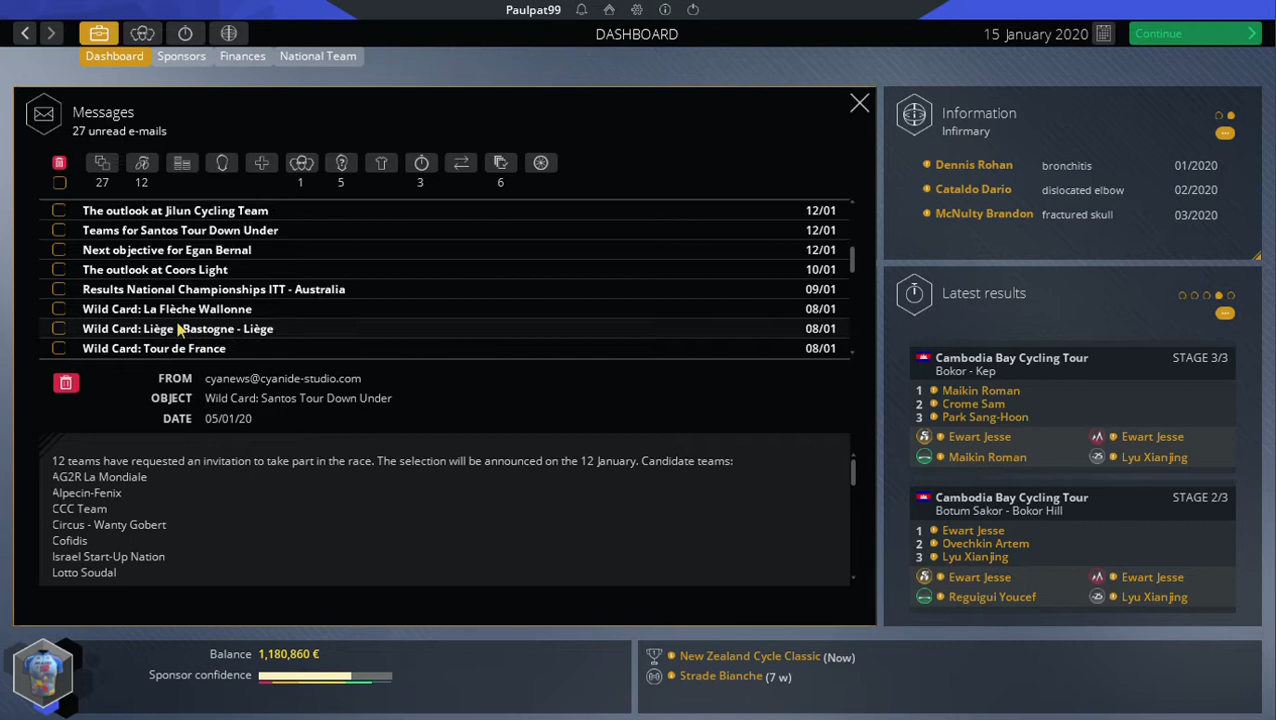 Paulpat99
DASHBOARD
15 January 2020
Continue
Dashboard
Sponsors
Finances
National Team
Messages
27 unread e-mails
27
12
1
5
3
6
The outlook at Jilun Cycling Team 12/01
Teams for Santos Tour Down Under 12/01
Next objective for Egan Bernal 12/01
The outlook at Coors Light 10/01
Results National Championships ITT - Australia 09/01
Wild Card: La Flèche Wallonne 08/01
Wild Card: Liège - Bastogne - Liège 08/01
Wild Card: Tour de France 08/01
FROM cyanews@cyanide-studio.com
OBJECT Wild Card: Santos Tour Down Under
DATE 05/01/20
12 teams have requested an invitation to take part in the race. The selection will be announced on the 12 January. Candidate teams:
AG2R La Mondiale
Alpecin-Fenix
CCC Team
Circus - Wanty Gobert
Cofidis
Israel Start-Up Nation
Lotto Soudal
Information
Infirmary
Dennis Rohan bronchitis 01/2020
Cataldo Dario dislocated elbow 02/2020
McNulty Brandon fractured skull 03/2020
Latest results
Cambodia Bay Cycling Tour STAGE 3/3
Bokor - Kep
1 Maikin Roman
2 Crome Sam
3 Park Sang-Hoon
Ewart Jesse Ewart Jesse
Maikin Roman -25 Lyu Xianjing
Cambodia Bay Cycling Tour STAGE 2/3
Botum Sakor - Bokor Hill
1 Ewart Jesse
2 Ovechkin Artem
3 Lyu Xianjing
Ewart Jesse Ewart Jesse
Reguigui Youcef -25 Lyu Xianjing
Balance 1,180,860 €
Sponsor confidence
New Zealand Cycle Classic (Now)
Strade Bianche (7 w)